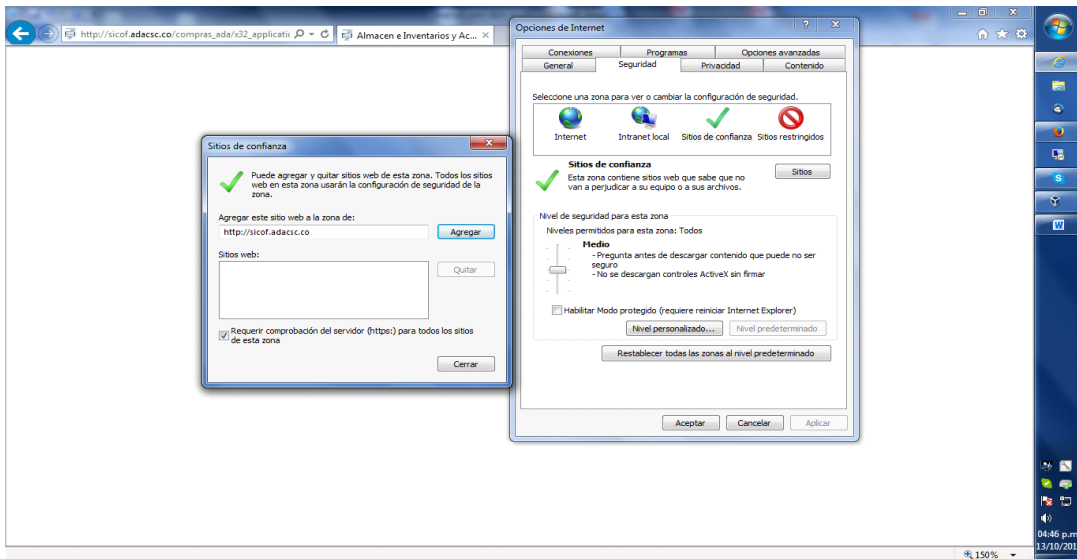 http://sicof.adacsc.co/compras_ada/x32_applicatic
Almacen e Inventarios y Ac...
Opciones de Internet
Conexiones Programas Opciones avanzadas
General Seguridad Privacidad Contenido
Seleccione una zona para ver o cambiar la configuración de seguridad.
Internet Intranet local Sitios de confianza Sitios restringidos
Sitios de confianza
Esta zona contiene sitios web que sabe que no
van a perjudicar a su equipo o a sus archivos.
Sitios
Nivel de seguridad para esta zona
Niveles permitidos para esta zona: Todos
Medio
- Pregunta antes de descargar contenido que puede no ser
seguro
- No se descargan controles ActiveX sin firmar
Habilitar Modo protegido (requiere reiniciar Internet Explorer)
Nivel personalizado... Nivel predeterminado
Restablecer todas las zonas al nivel predeterminado
Aceptar Cancelar Aplicar
Sitios de confianza
Puede agregar y quitar sitios web de esta zona. Todos los sitios
web en esta zona usarán la configuración de seguridad de la
zona.
Agregar este sitio web a la zona de:
http://sicof.adacsc.co Agregar
Sitios web:
Quitar
Requerir comprobación del servidor (https:) para todos los sitios
de esta zona
Cerrar
04:46 p.m
13/10/201
150%